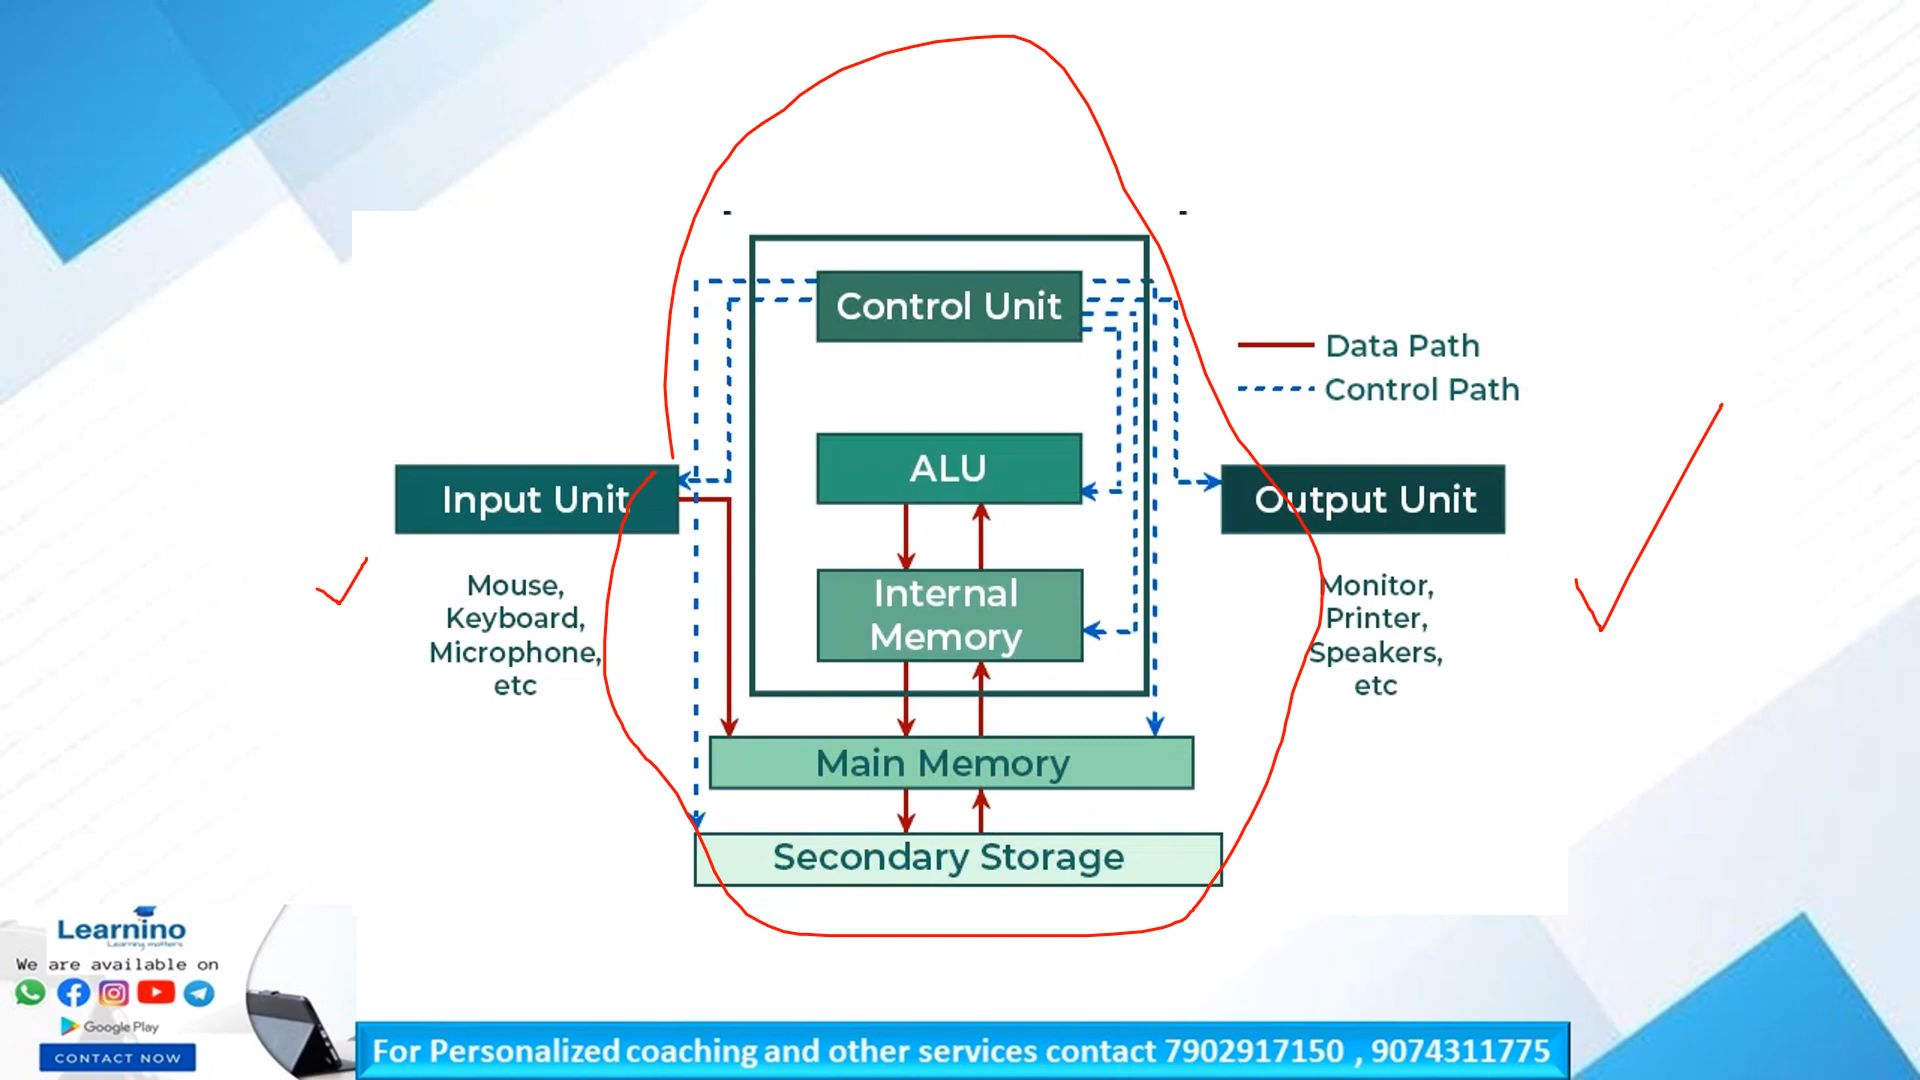 -
-
Control Unit
Data Path
Control Path
ALU
Input Unit
Output Unit
Mouse,
Keyboard,
Microphone,
etc
Internal
Memory
Monitor,
Printer,
Speakers,
etc
Main Memory
Secondary Storage
Learnino
Learning matters
We are available on
Google Play
CONTACT NOW
For Personalized coaching and other services contact 7902917150 , 9074311775